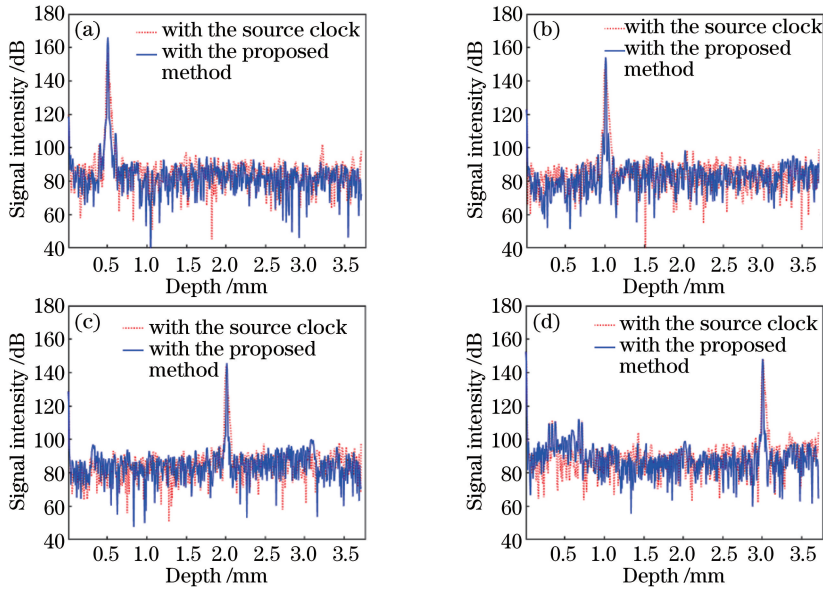 (a)
with the source clock
with the proposed
method
Signal intensity /dB
180
160
140
120
100
80
60
40
0.5 1.0 1.5 2.0 2.5 3.0 3.5
Depth /mm
(b)
with the source clock
with the proposed
method
Signal intensity /dB
180
160
140
120
100
80
60
40
0.5 1.0 1.5 2.0 2.5 3.0 3.5
Depth /mm
(c)
with the source clock
with the proposed
method
Signal intensity /dB
180
160
140
120
100
80
60
40
0.5 1.0 1.5 2.0 2.5 3.0 3.5
Depth /mm
(d)
with the source clock
with the proposed
method
Signal intensity /dB
180
160
140
120
100
80
60
40
0.5 1.0 1.5 2.0 2.5 3.0 3.5
Depth /mm